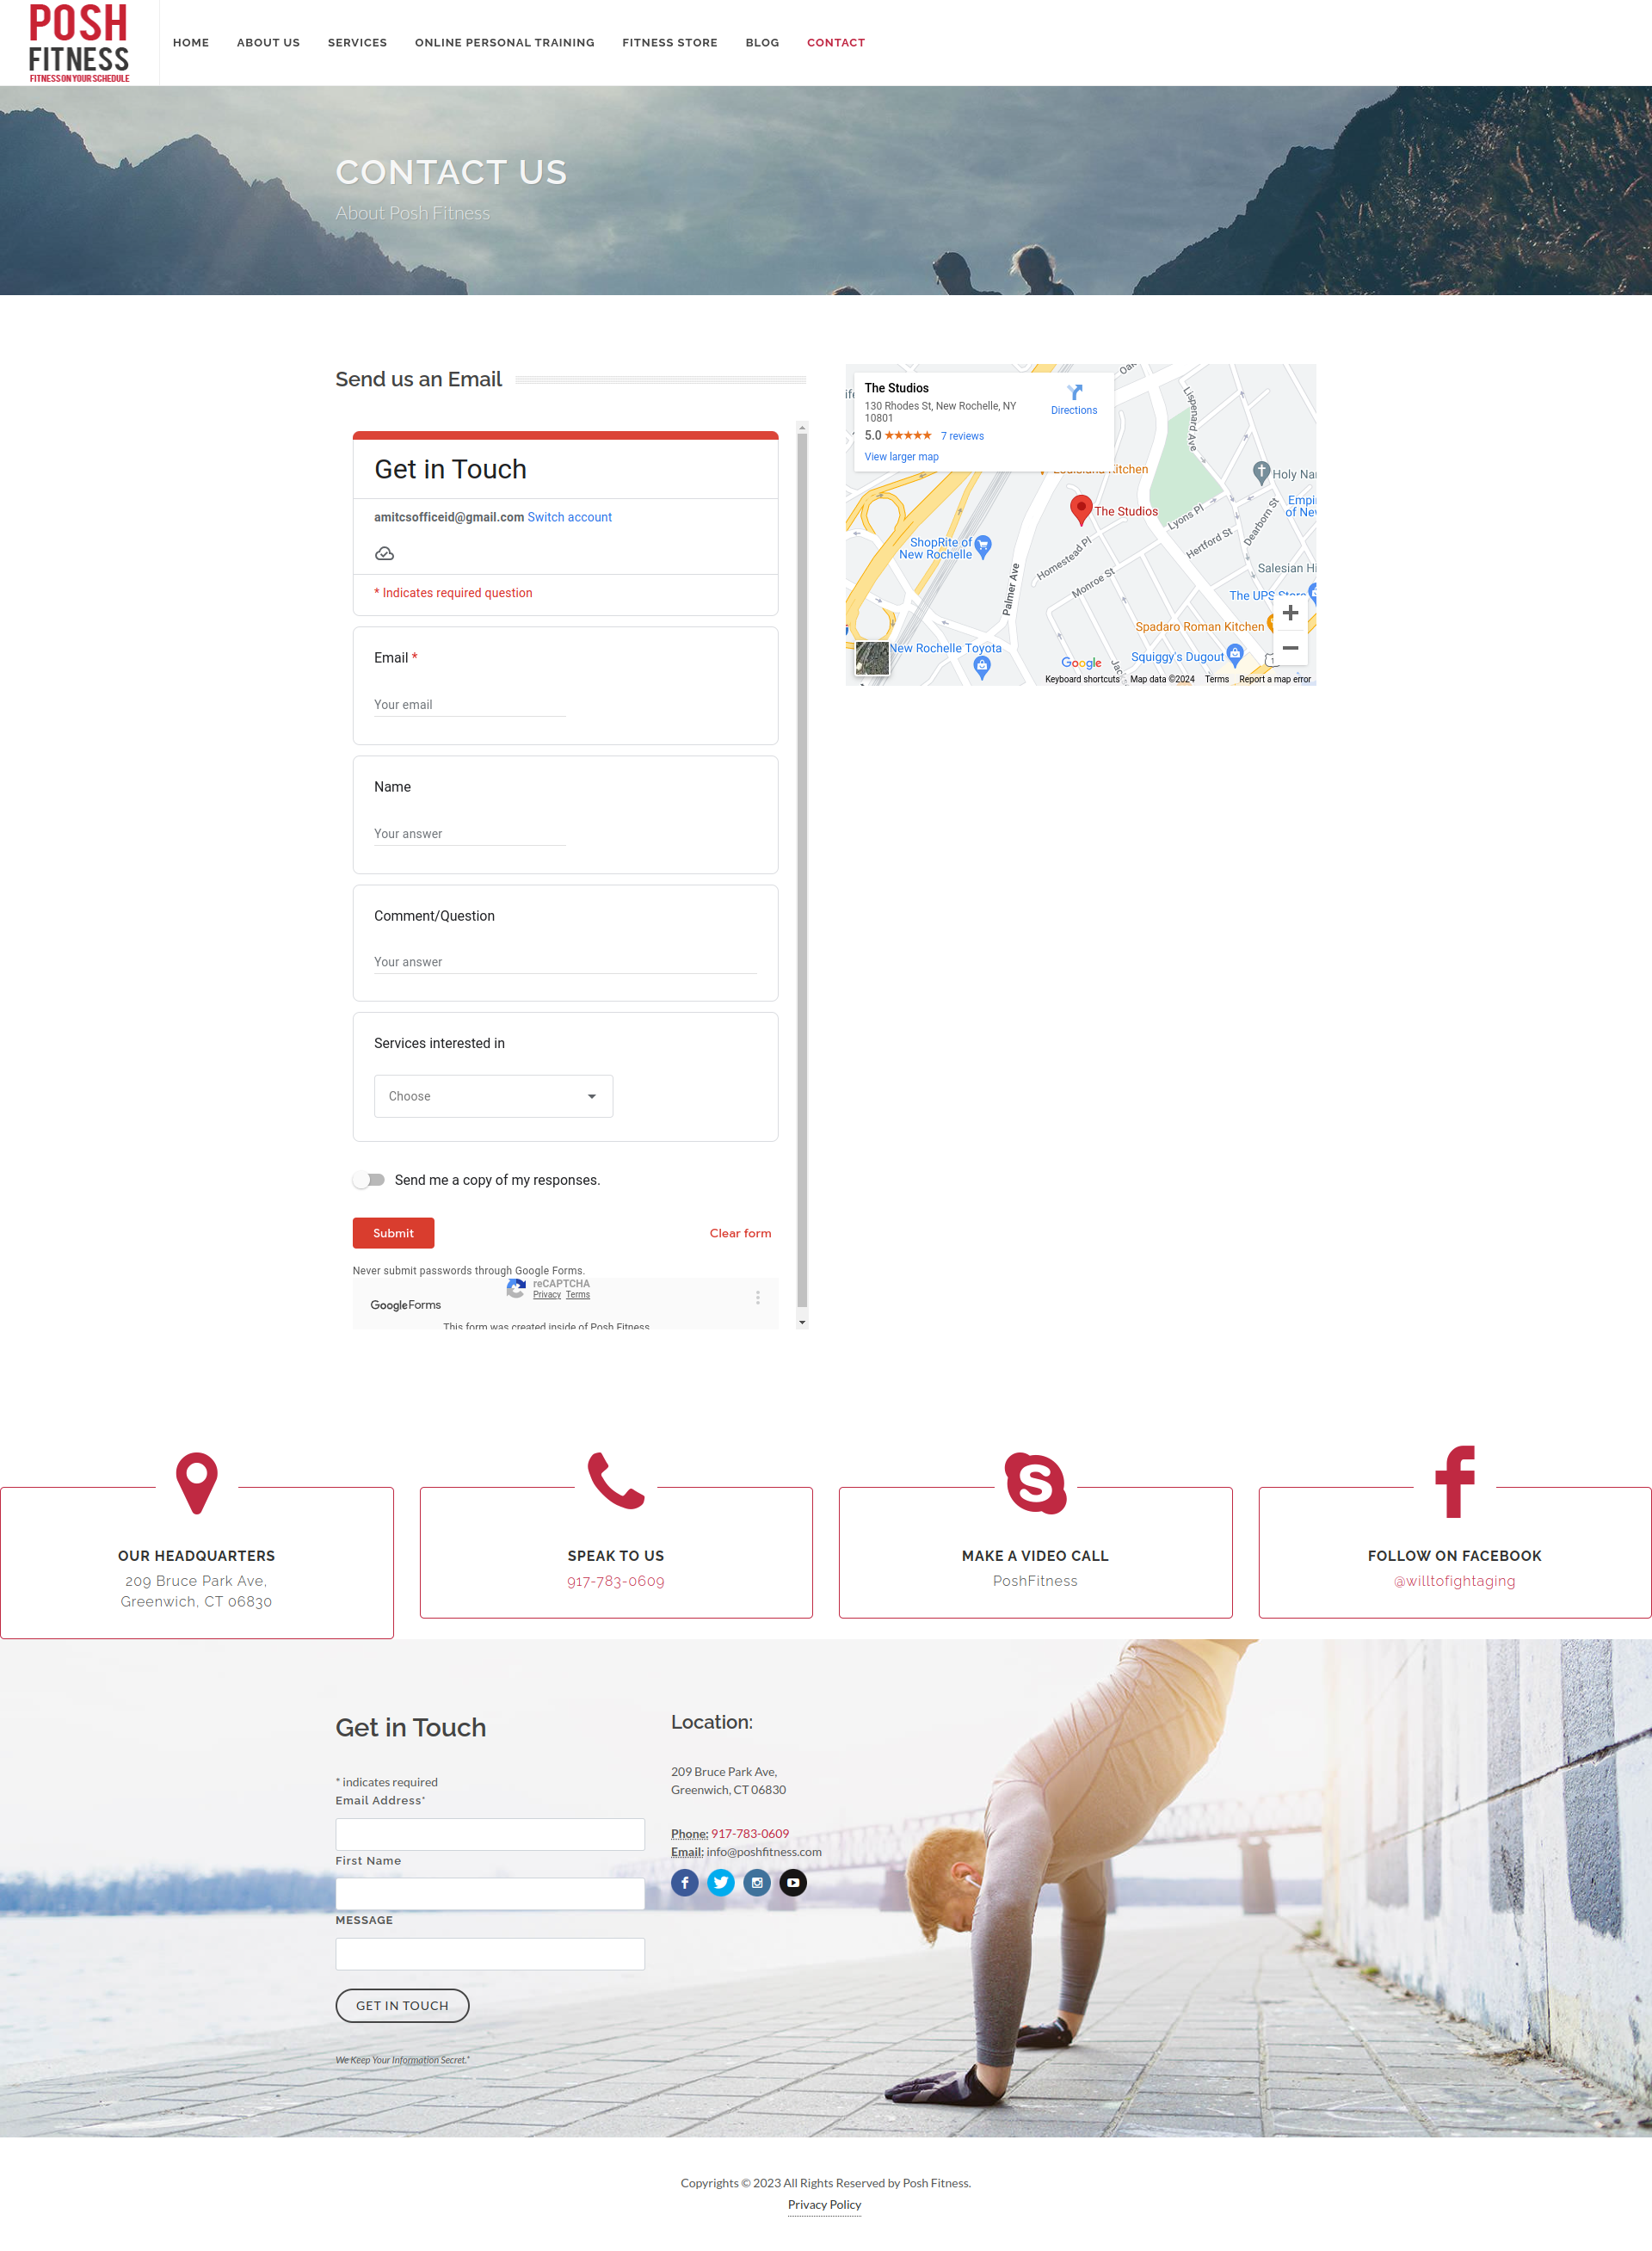 POSH
FITNESS
FITNESS ON YOUR SCHEDULE
HOME
ABOUT US
SERVICES
ONLINE PERSONAL TRAINING
FITNESS STORE
BLOG
CONTACT
CONTACT US
About Posh Fitness
Send us an Email
Get in Touch
amitcsofficeid@gmail.com Switch account
* Indicates required question
Email *
Your email
Name
Your answer
Comment/Question
Your answer
Services interested in
Choose
Send me a copy of my responses.
Submit
Clear form
Never submit passwords through Google Forms.
reCAPTCHA
Privacy Terms
Google Forms
This form was created inside of Posh Fitness
The Studios
130 Rhodes St, New Rochelle, NY
10801
5.0 ★★★★★ 7 reviews
View larger map
Directions
Lispenard Ave
Kitchen
Holy Na
Empi
of Ne
The Studios
Lyons Pl
Dearborn St
Hertford St
ShopRite of
New Rochelle
Homestead Pl
Monroe St
Palmer Ave
Salesian Hi
The UPS Store
Spadaro Roman Kitchen
New Rochelle Toyota
Squiggy's Dugout
Google
Keyboard shortcuts
Map data ©2024
Terms
Report a map error
OUR HEADQUARTERS
209 Bruce Park Ave,
Greenwich, CT 06830
SPEAK TO US
917-783-0609
MAKE A VIDEO CALL
PoshFitness
FOLLOW ON FACEBOOK
@willtofightaging
Get in Touch
* indicates required
Email Address*
First Name
MESSAGE
GET IN TOUCH
We Keep Your Information Secret.*
Location:
209 Bruce Park Ave,
Greenwich, CT 06830
Phone: 917-783-0609
Email: info@poshfitness.com
Copyrights © 2023 All Rights Reserved by Posh Fitness.
Privacy Policy